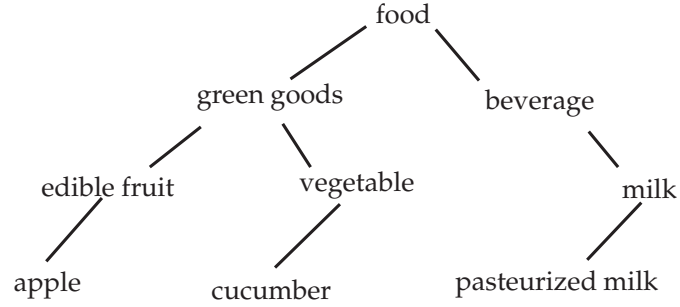 food
green goods
beverage
edible fruit
vegetable
milk
apple
cucumber
pasteurized milk